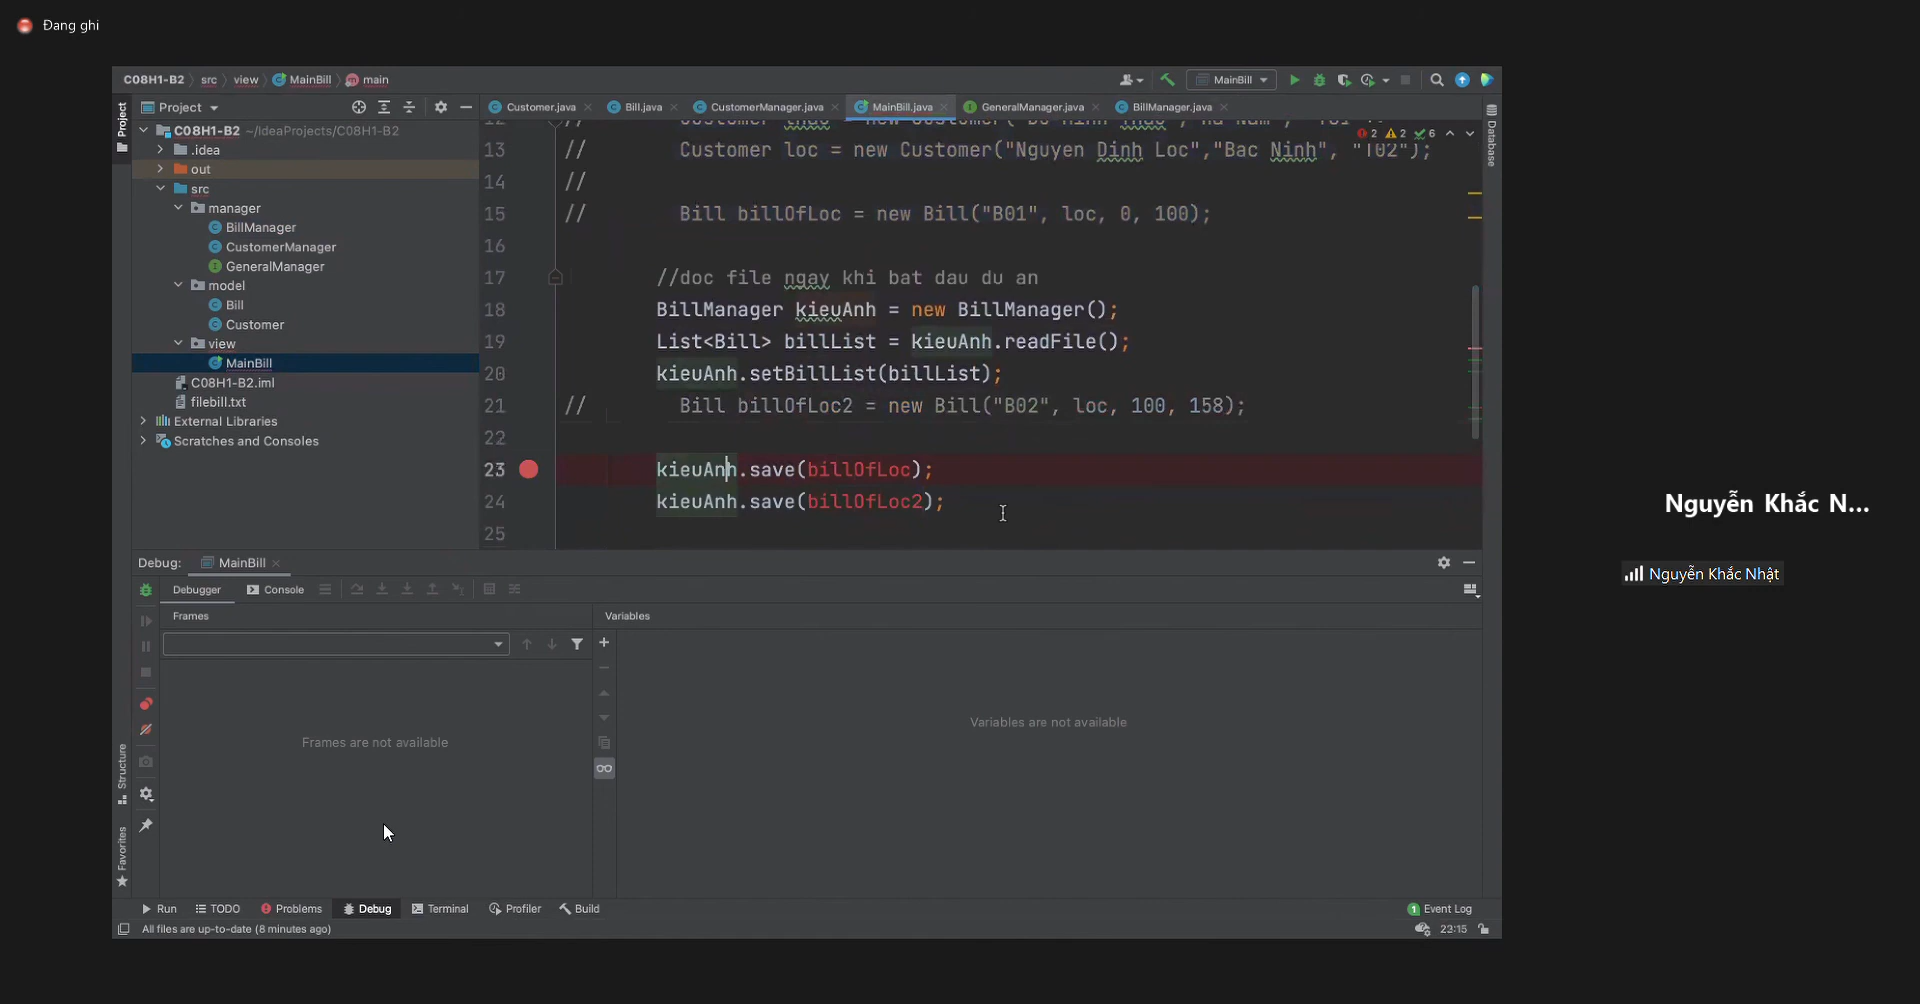 Đang ghi
C08H1-B2 src view MainBill main
MainBill
Project
Customer.java Bill.java CustomerManager.java MainBill.java GeneralManager.java BillManager.java
Project
C08H1-B2 ~/IdeaProjects/C08H1-B2
.idea
out
src
manager
BillManager
CustomerManager
GeneralManager
model
Bill
Customer
view
MainBill
C08H1-B2.iml
filebill.txt
External Libraries
Scratches and Consoles
2 2 6
Database
13 // Customer loc = new Customer("Nguyen Dinh Loc","Bac Ninh", "T02");
14 //
15 // Bill billOfLoc = new Bill("B01", loc, 0, 100);
16
17 //doc file ngay khi bat dau du an
18 BillManager kieuAnh = new BillManager();
19 List<Bill> billList = kieuAnh.readFile();
20 kieuAnh.setBillList(billList);
21 // Bill billOfLoc2 = new Bill("B02", loc, 100, 158);
22
23 kieuAnh.save(billOfLoc);
24 kieuAnh.save(billOfLoc2);
25
Nguyễn Khắc N...
Nguyễn Khắc Nhật
Debug: MainBill
Debugger Console
Frames
Variables
Frames are not available
Variables are not available
Structure
Favorites
Run TODO Problems Debug Terminal Profiler Build
1 Event Log
All files are up-to-date (8 minutes ago)
23:15